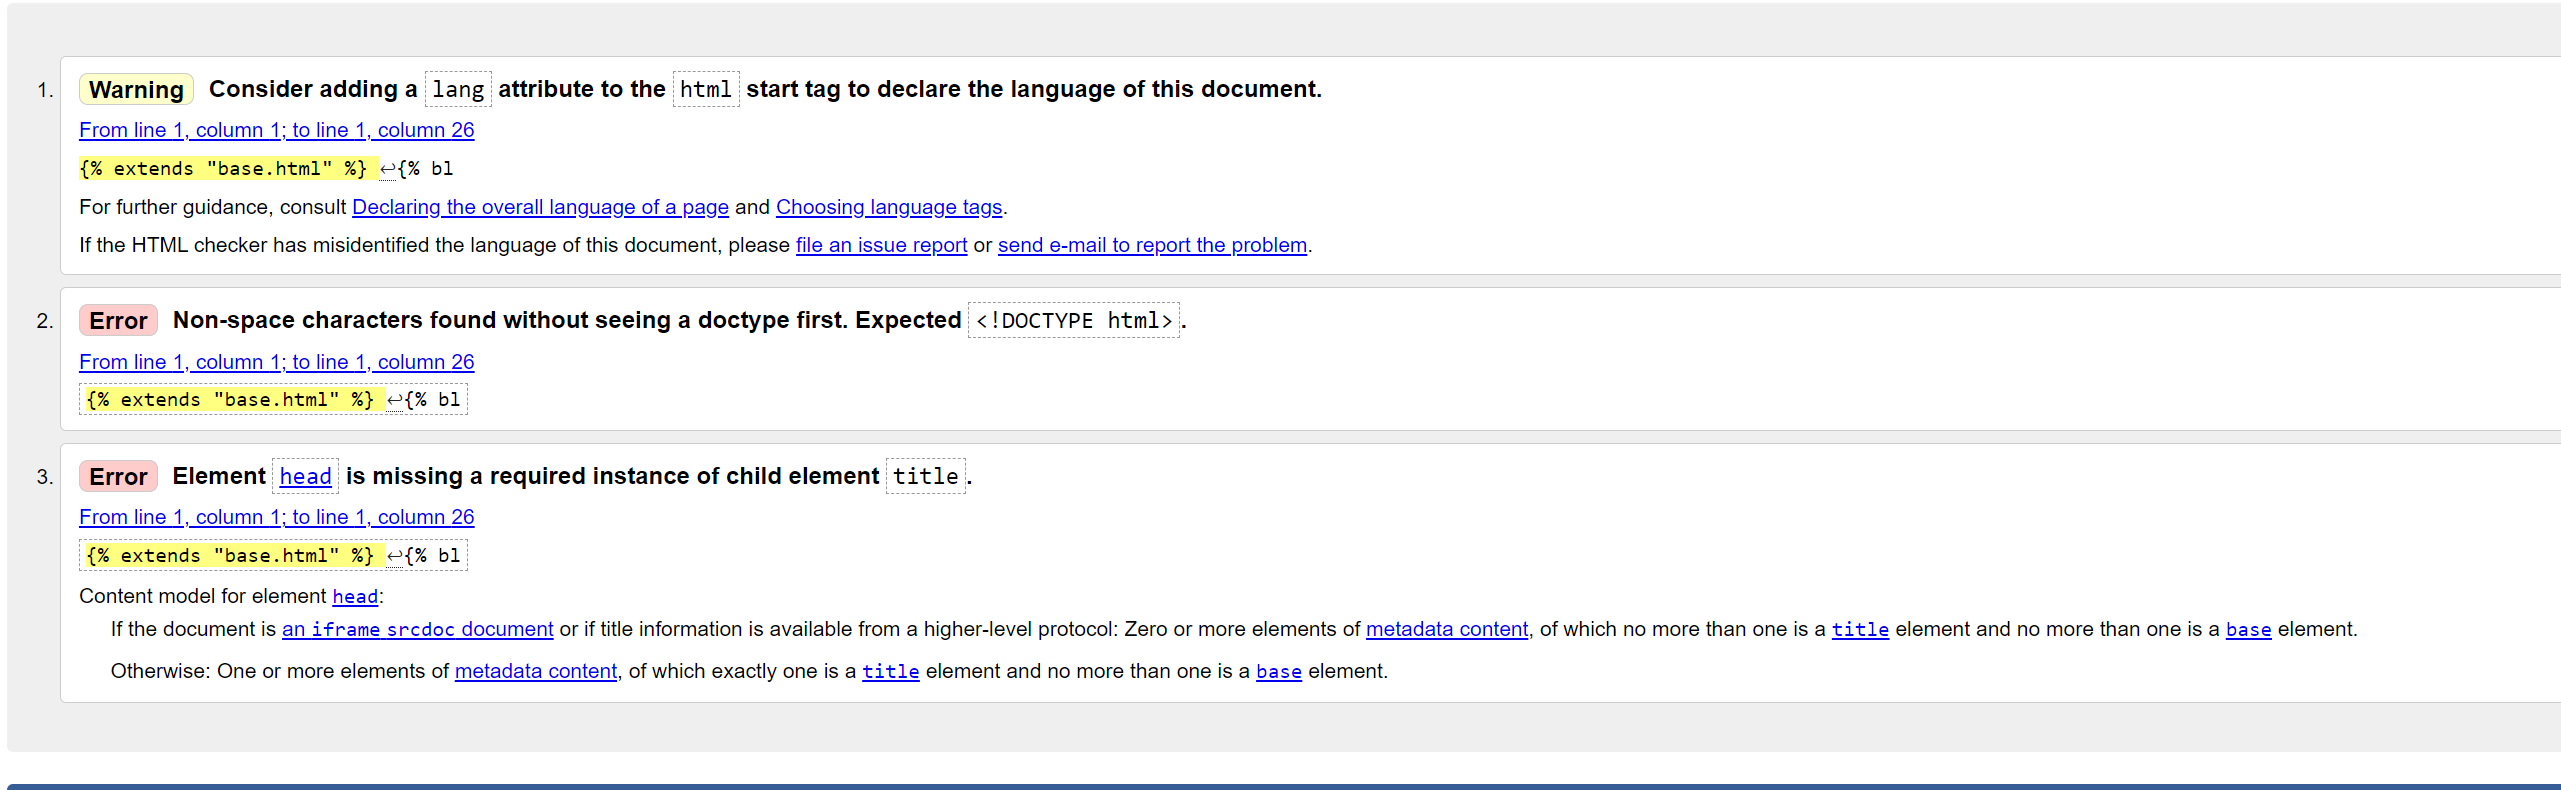 1. Warning Consider adding a lang attribute to the html start tag to declare the language of this document.
From line 1, column 1; to line 1, column 26
{% extends "base.html" %} ↩{% bl
For further guidance, consult Declaring the overall language of a page and Choosing language tags.
If the HTML checker has misidentified the language of this document, please file an issue report or send e-mail to report the problem.
2. Error Non-space characters found without seeing a doctype first. Expected <!DOCTYPE html>.
From line 1, column 1; to line 1, column 26
{% extends "base.html" %} ↩{% bl
3. Error Element head is missing a required instance of child element title.
From line 1, column 1; to line 1, column 26
{% extends "base.html" %} ↩{% bl
Content model for element head:
If the document is an iframe srcdoc document or if title information is available from a higher-level protocol: Zero or more elements of metadata content, of which no more than one is a title element and no more than one is a base element.
Otherwise: One or more elements of metadata content, of which exactly one is a title element and no more than one is a base element.